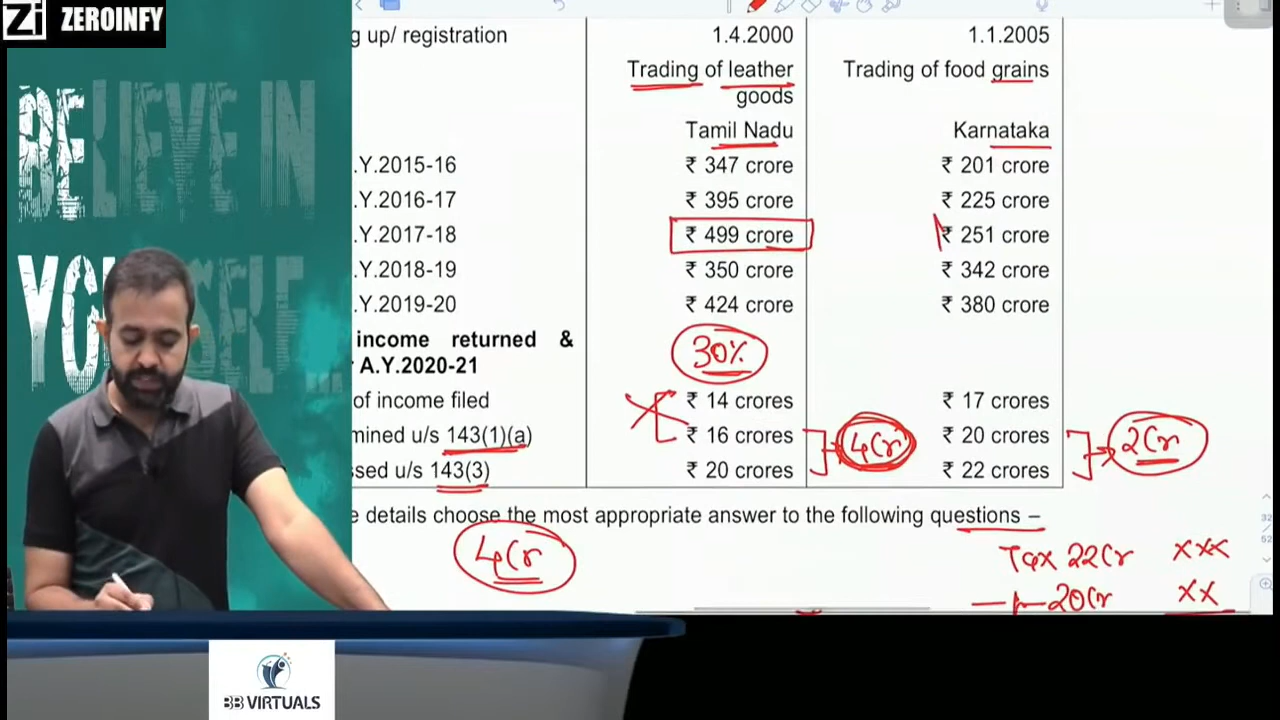 Zi ZEROINFY
BELIEVE IN
g up/ registration 1.4.2000 1.1.2005
Trading of leather goods Trading of food grains
Tamil Nadu Karnataka
.Y.2015-16 ₹ 347 crore ₹ 201 crore
.Y.2016-17 ₹ 395 crore ₹ 225 crore
.Y.2017-18 ₹ 499 crore ₹ 251 crore
.Y.2018-19 ₹ 350 crore ₹ 342 crore
.Y.2019-20 ₹ 424 crore ₹ 380 crore
income returned &
r A.Y.2020-21
30%
of income filed ₹ 14 crores ₹ 17 crores
mined u/s 143(1)(a) ₹ 16 crores 4Cr ₹ 20 crores 2Cr
ssed u/s 143(3) ₹ 20 crores ₹ 22 crores
e details choose the most appropriate answer to the following questions –
4Cr
Tax 22Cr xxx
20Cr xx
BB VIRTUALS